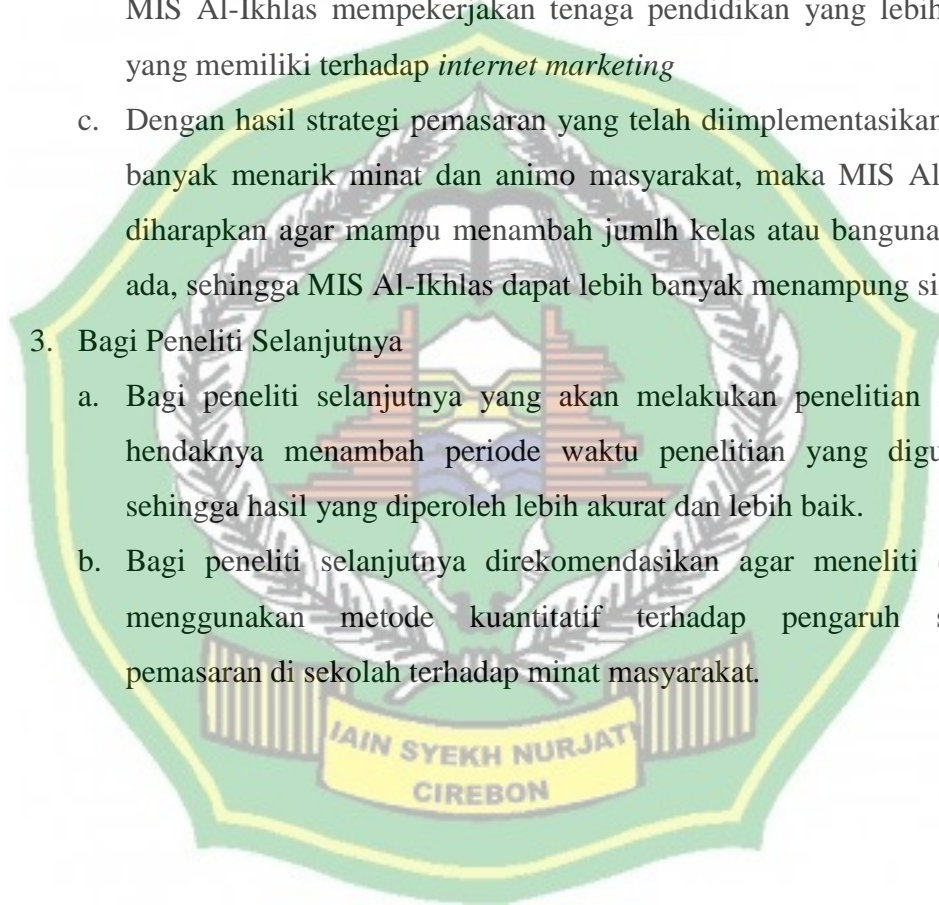 MIS Al-Ikhlas mempekerjakan tenaga pendidikan yang lebih
yang memiliki terhadap internet marketing
c. Dengan hasil strategi pemasaran yang telah diimplementasikan
banyak menarik minat dan animo masyarakat, maka MIS Al
diharapkan agar mampu menambah jumlh kelas atau
ada, sehingga MIS Al-Ikhlas dapat lebih banyak menampung
3. Bagi Peneliti Selanjutnya
a. Bagi peneliti selanjutnya yang akan melakukan penelitian
hendaknya menambah periode waktu penelitian yang
sehingga hasil yang diperoleh lebih akurat dan lebih baik.
b. Bagi peneliti selanjutnya direkomendasikan agar meneliti
menggunakan metode kuantitatif terhadap pengaruh
pemasaran di sekolah terhadap minat masyarakat.
IAIN SYEKH NURJATI
CIREBON